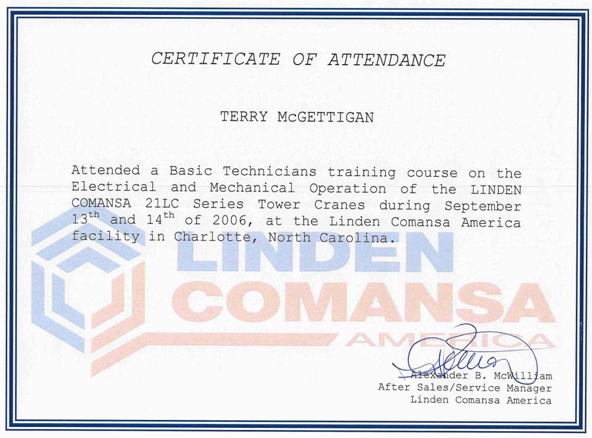 CERTIFICATE OF ATTENDANCE
TERRY McGETTIGAN
Attended a Basic Technicians training course on the
Electrical and Mechanical Operation of the LINDEN
COMANSA 21LC Series Tower Cranes during September
13th and 14th of 2006, at the Linden Comansa America
facility in Charlotte, North Carolina.
LINDEN
COMANSA
AMERICA
Alexander B. McWilliam
After Sales/Service Manager
Linden Comansa America